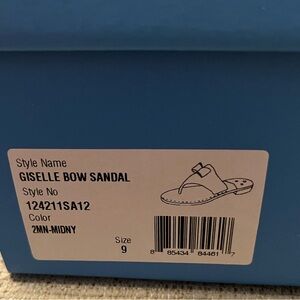 Style Name
GISELLE BOW SANDAL
Style No
124211SA12
Color
2MN-MIDNY
Size
9
8 85434 84461 7